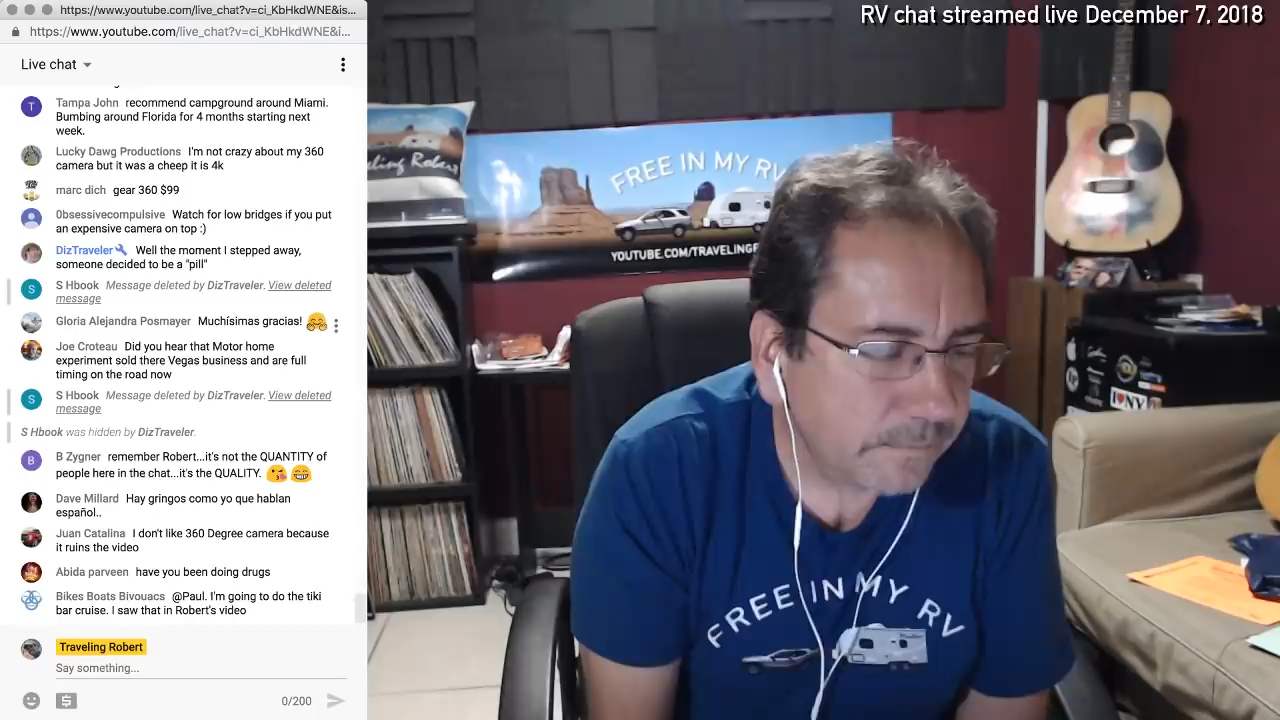 RV chat streamed live December 7, 2018
https://www.youtube.com/live_chat?v=ci_KbHkdWNE&is...
https://www.youtube.com/live_chat?v=ci_KbHkdWNE&i...
Live chat
Tampa John recommend campground around Miami.
Bumbing around Florida for 4 months starting next
week.
Lucky Dawg Productions I'm not crazy about my 360
camera but it was a cheep it is 4k
marc dich gear 360 $99
0bsessivecompulsive Watch for low bridges if you put
an expensive camera on top :)
DizTraveler Well the moment I stepped away,
someone decided to be a "pill"
S Hbook Message deleted by DizTraveler. View deleted
message
Gloria Alejandra Posmayer Muchísimas gracias! 🤗
Joe Croteau Did you hear that Motor home
experiment sold there Vegas business and are full
timing on the road now
S Hbook Message deleted by DizTraveler. View deleted
message
S Hbook was hidden by DizTraveler.
B Zygner remember Robert...it's not the QUANTITY of
people here in the chat...it's the QUALITY. 😘 😁
Dave Millard Hay gringos como yo que hablan
español..
Juan Catalina I don't like 360 Degree camera because
it ruins the video
Abida parveen have you been doing drugs
Bikes Boats Bivouacs @Paul. I'm going to do the tiki
bar cruise. I saw that in Robert's video
Traveling Robert
Say something...
0/200
T
S
S
B
eling Robert
FREE IN MY RV
YOUTUBE.COM/TRAVELING
I NY
FREE IN MY RV